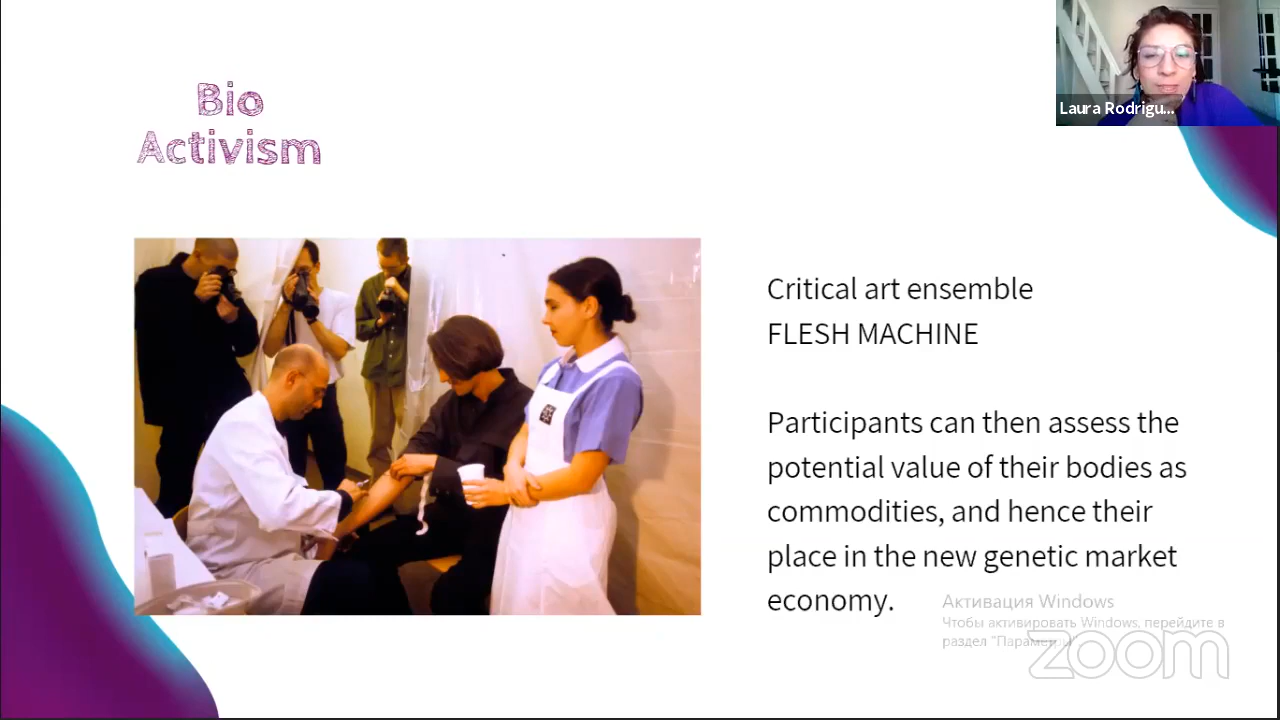 Bio
Activism
Laura Rodrigu...
Critical art ensemble
FLESH MACHINE
Participants can then assess the
potential value of their bodies as
commodities, and hence their
place in the new genetic market
economy.
Активация Windows
Чтобы активировать Windows, перейдите в
раздел "Параметры"
zoom